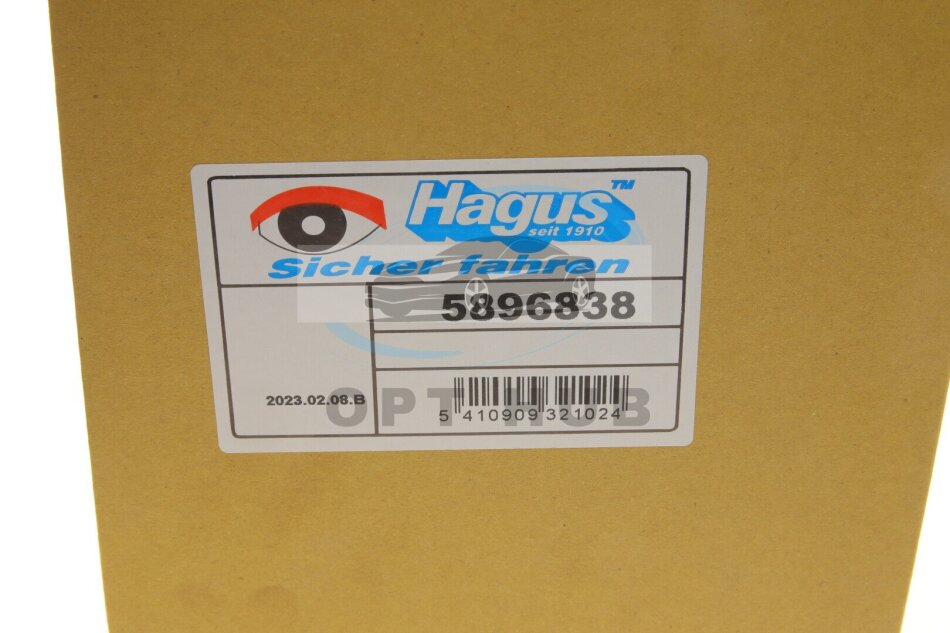 Hagus™
seit 1910
Sicher fahren
5896838
2023.02.08.B
OPT HUB
5 410909 321024